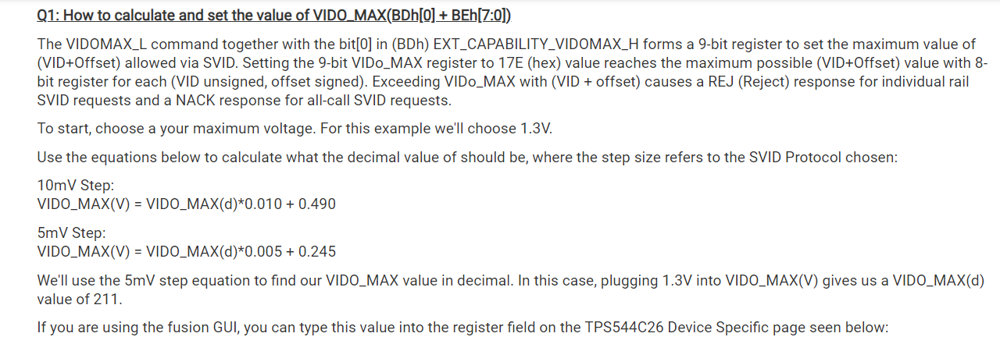 Q1: How to calculate and set the value of VIDO_MAX(BDh[0] + BEh[7:0])
The VIDOMAX_L command together with the bit[0] in (BDh) EXT_CAPABILITY_VIDOMAX_H forms a 9-bit register to set the maximum value of
(VID+Offset) allowed via SVID. Setting the 9-bit VIDo_MAX register to 17E (hex) value reaches the maximum possible (VID+Offset) value with 8-
bit register for each (VID unsigned, offset signed). Exceeding VIDo_MAX with (VID + offset) causes a REJ (Reject) response for individual rail
SVID requests and a NACK response for all-call SVID requests.
To start, choose a your maximum voltage. For this example we'll choose 1.3V.
Use the equations below to calculate what the decimal value of should be, where the step size refers to the SVID Protocol chosen:
10mV Step:
VIDO_MAX(V) = VIDO_MAX(d)*0.010 + 0.490
5mV Step:
VIDO_MAX(V) = VIDO_MAX(d)*0.005 + 0.245
We'll use the 5mV step equation to find our VIDO_MAX value in decimal. In this case, plugging 1.3V into VIDO_MAX(V) gives us a VIDO_MAX(d)
value of 211.
If you are using the fusion GUI, you can type this value into the register field on the TPS544C26 Device Specific page seen below: